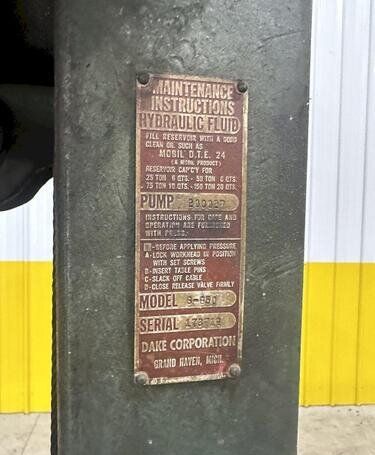 MAINTENANCE
INSTRUCTIONS
HYDRAULIC FLUID
FILL RESERVOIR WITH A GOOD
CLEAN OIL SUCH AS
MOBIL D.T.E. 24
(A MOBIL PRODUCT)
RESERVOIR CAP'CY FOR
25 TON 6 QTS. - 50 TON 6 QTS.
75 TON 10 QTS. - 150 TON 20 QTS.
PUMP
INSTRUCTIONS FOR CARE AND
OPERATION ARE FURNISHED
WITH PRESS.
-BEFORE APPLYING PRESSURE
A-LOCK WORKHEAD IN POSITION
WITH SET SCREWS
B-INSERT TABLE PINS
C-SLACK OFF CABLE
D-CLOSE RELEASE VALVE FIRMLY
MODEL
SERIAL
DAKE CORPORATION
GRAND HAVEN, MICH.